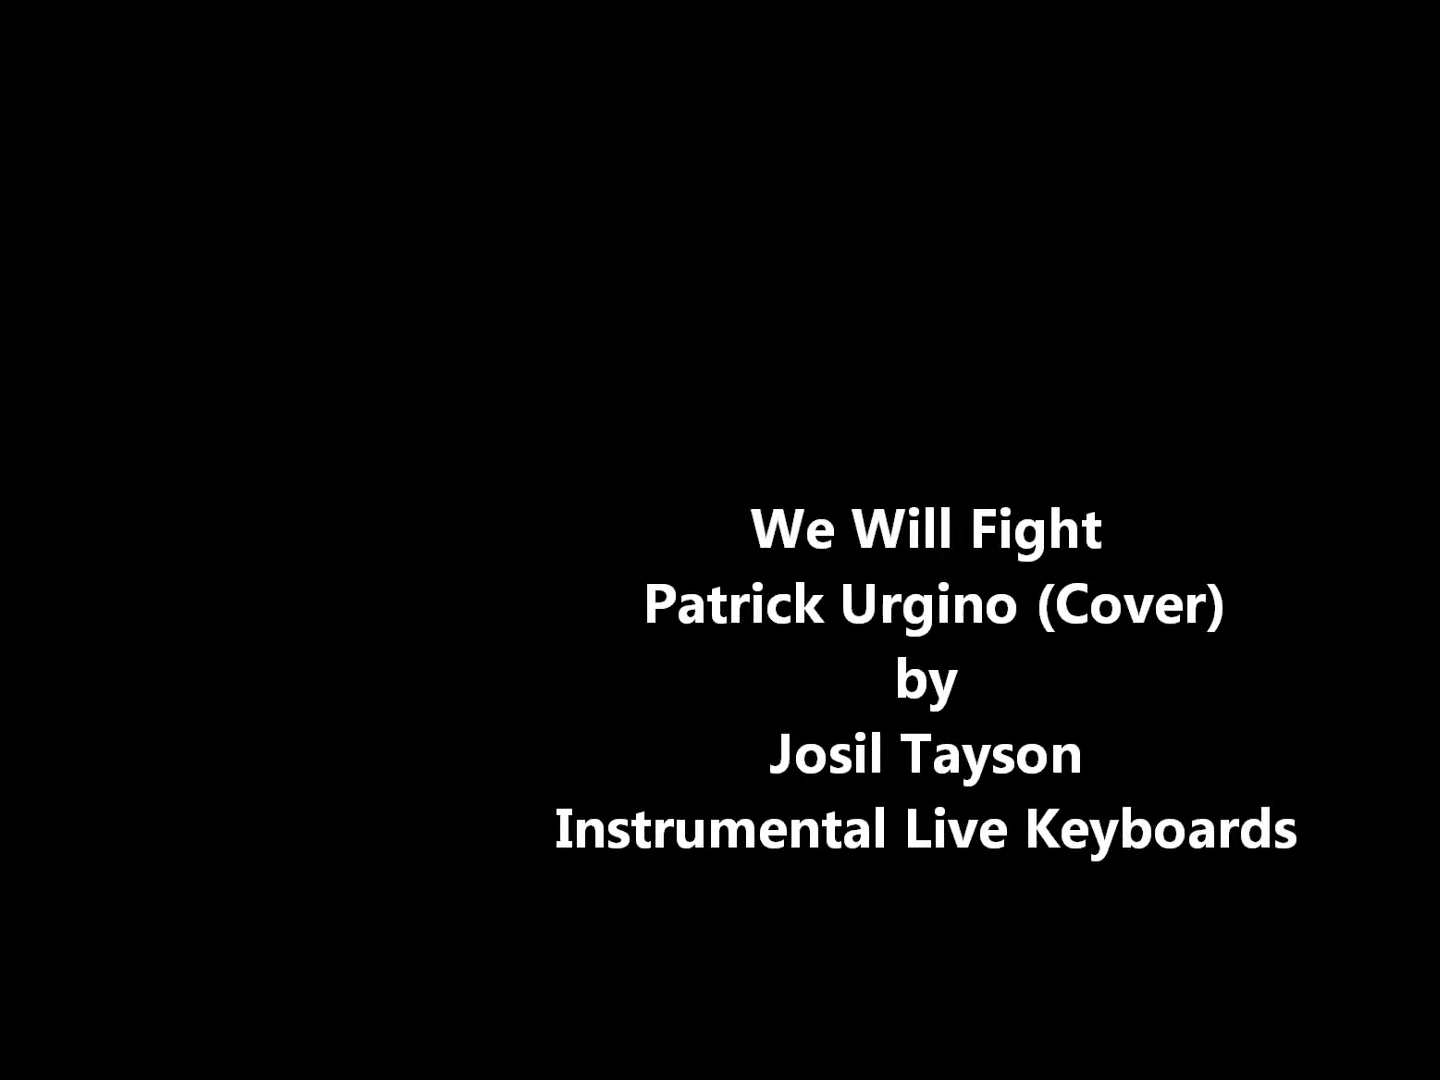 We Will Fight
Patrick Urgino (Cover)
by
Josil Tayson
Instrumental Live Keyboards